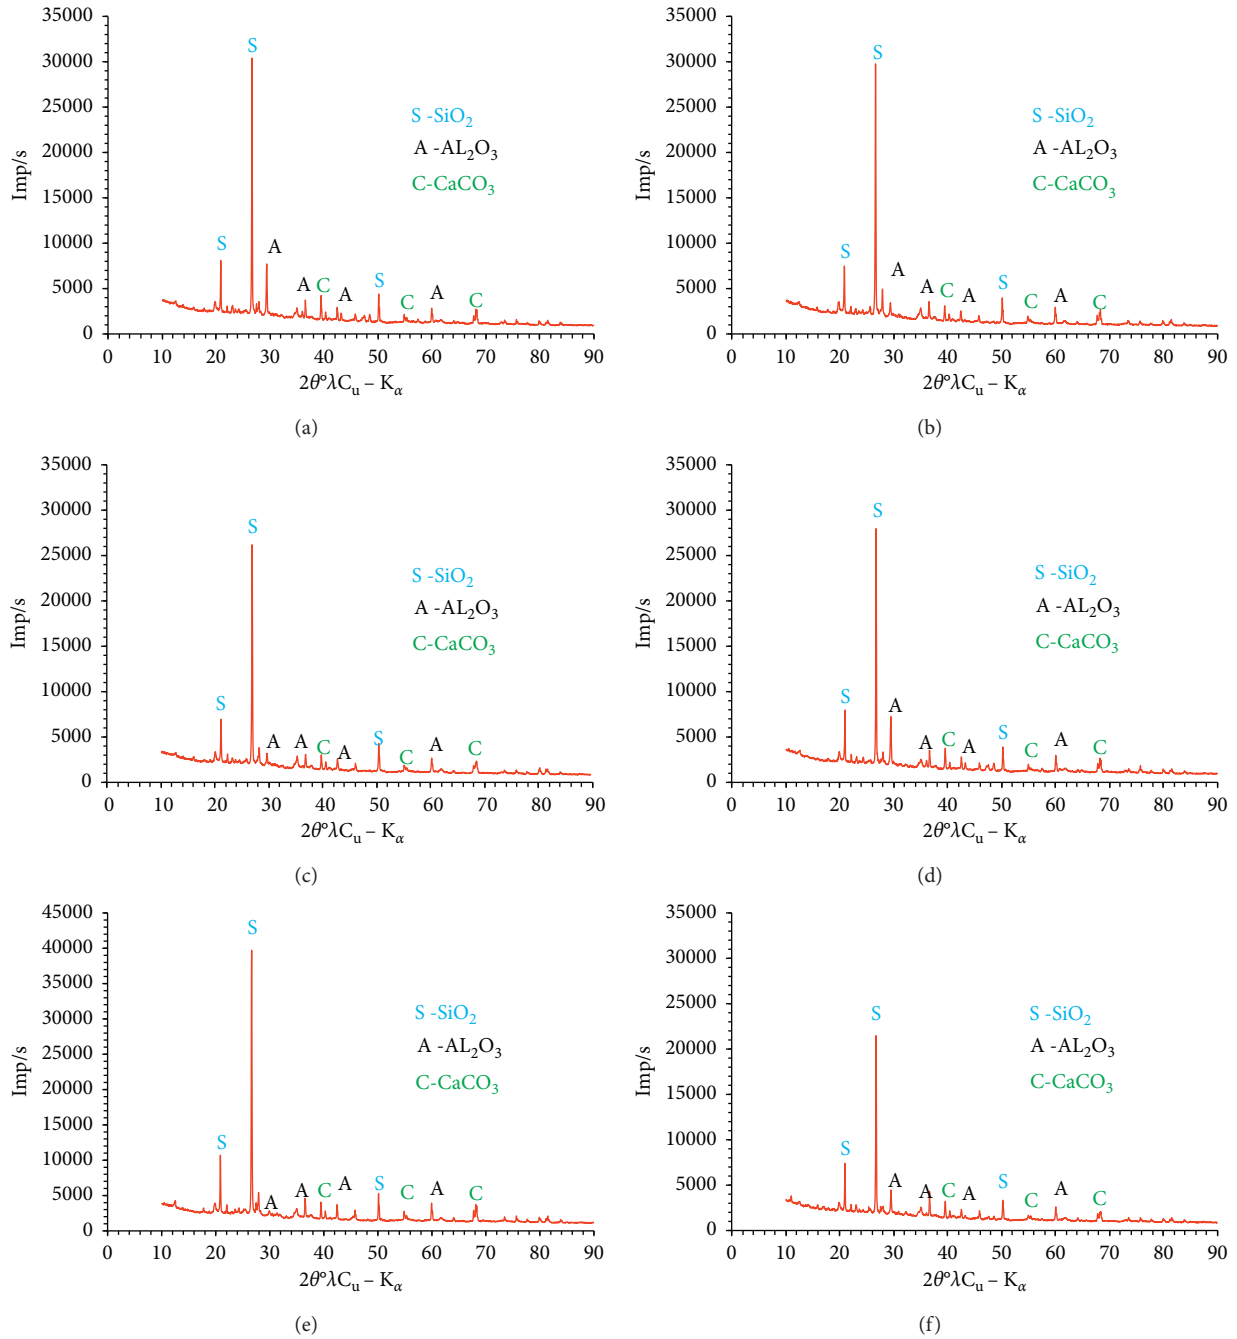 35000
30000
25000
20000
15000
10000
5000
0
Imp/s
S
S
A
A
C
A
S
C
A
C
S -SiO₂
A -AL₂O₃
C-CaCO₃
0 10 20 30 40 50 60 70 80 90
2θ°λCᵤ – Kα
(a)
35000
30000
25000
20000
15000
10000
5000
0
Imp/s
S
S
A
A
C
A
S
C
A
C
S -SiO₂
A -AL₂O₃
C-CaCO₃
0 10 20 30 40 50 60 70 80 90
2θ°λCᵤ – Kα
(b)
35000
30000
25000
20000
15000
10000
5000
0
Imp/s
S
S
A
A
C
A
S
C
A
C
S -SiO₂
A -AL₂O₃
C-CaCO₃
0 10 20 30 40 50 60 70 80 90
2θ°λCᵤ – Kα
(c)
35000
30000
25000
20000
15000
10000
5000
0
Imp/s
S
S
A
A
C
A
S
C
A
C
S -SiO₂
A -AL₂O₃
C-CaCO₃
0 10 20 30 40 50 60 70 80 90
2θ°λCᵤ – Kα
(d)
45000
40000
35000
30000
25000
20000
15000
10000
5000
0
Imp/s
S
S
A
A
C
A
S
C
A
C
S -SiO₂
A -AL₂O₃
C-CaCO₃
0 10 20 30 40 50 60 70 80 90
2θ°λCᵤ – Kα
(e)
35000
30000
25000
20000
15000
10000
5000
0
Imp/s
S
S
A
A
C
A
S
C
A
C
S -SiO₂
A -AL₂O₃
C-CaCO₃
0 10 20 30 40 50 60 70 80 90
2θ°λCᵤ – Kα
(f)